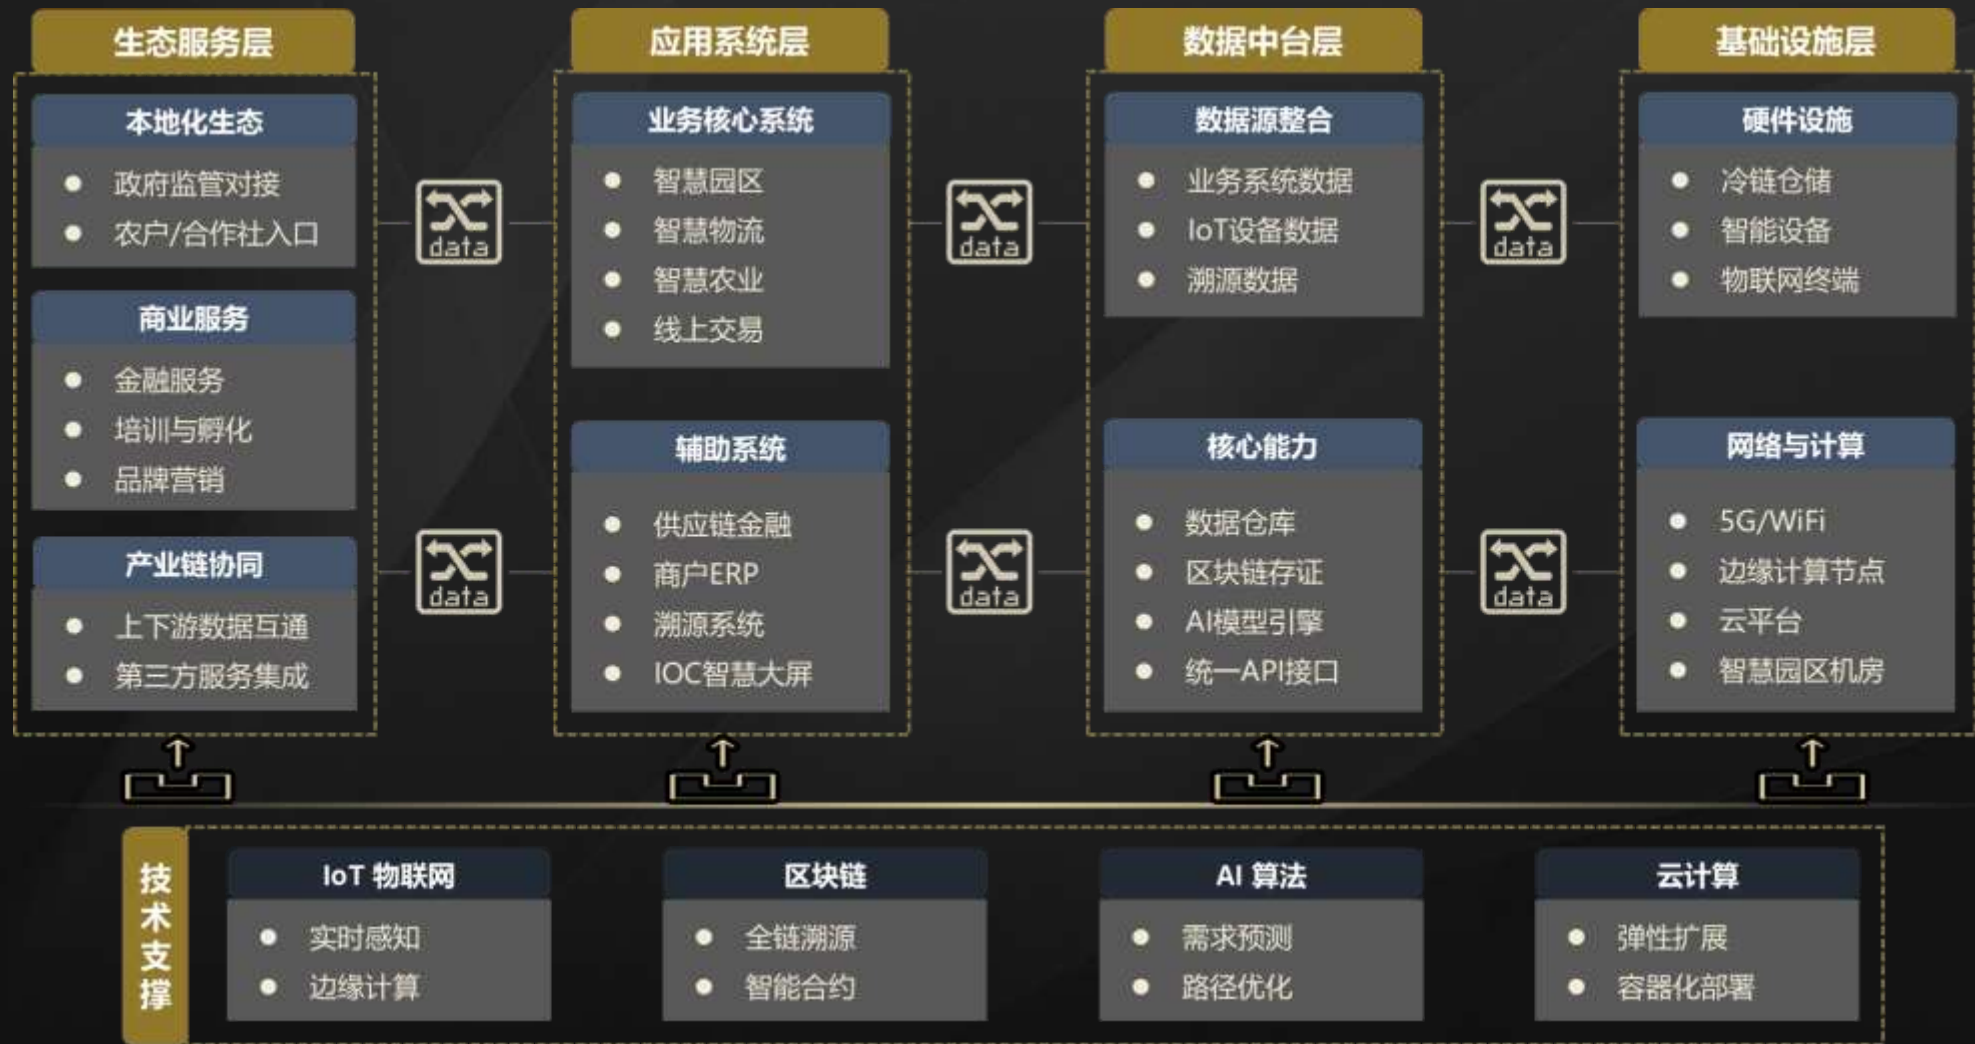 生态服务层
本地化生态
政府监管对接
农户/合作社入口
商业服务
金融服务
培训与孵化
品牌营销
产业链协同
上下游数据互通
第三方服务集成
data
data
应用系统层
业务核心系统
智慧园区
智慧物流
智慧农业
线上交易
辅助系统
供应链金融
商户ERP
溯源系统
IOC智慧大屏
data
data
数据中台层
数据源整合
业务系统数据
IoT设备数据
溯源数据
核心能力
数据仓库
区块链存证
AI模型引擎
统一API接口
data
data
基础设施层
硬件设施
冷链仓储
智能设备
物联网终端
网络与计算
5G/WiFi
边缘计算节点
云平台
智慧园区机房
技术支撑
IoT 物联网
实时感知
边缘计算
区块链
全链溯源
智能合约
AI 算法
需求预测
路径优化
云计算
弹性扩展
容器化部署